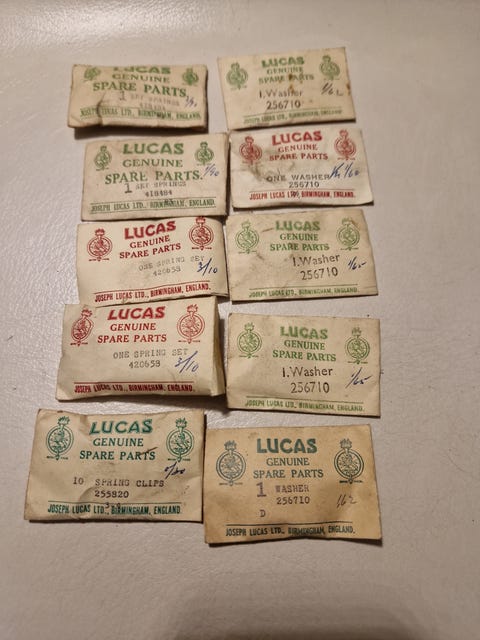 LUCAS
GENUINE
SPARE PARTS.
1 SET SPRINGS
JOSEPH LUCAS LTD., BIRMINGHAM, ENGLAND.
LUCAS
GENUINE
SPARE PARTS
1.Washer
256710
JOSEPH LUCAS LTD., BIRMINGHAM, ENGLAND.
LUCAS
GENUINE
SPARE PARTS.
1 SET SPRINGS
418484
JOSEPH LUCAS LTD., BIRMINGHAM, ENGLAND.
LUCAS
GENUINE
SPARE PARTS
ONE WASHER
256710
JOSEPH LUCAS LTD., BIRMINGHAM, ENGLAND.
LUCAS
GENUINE
SPARE PARTS
ONE SPRING SET
420658
3/10
JOSEPH LUCAS LTD., BIRMINGHAM, ENGLAND.
LUCAS
GENUINE
SPARE PARTS
1.Washer
256710
JOSEPH LUCAS LTD., BIRMINGHAM, ENGLAND.
LUCAS
GENUINE
SPARE PARTS
ONE SPRING SET
420658
3/10
JOSEPH LUCAS LTD., BIRMINGHAM, ENGLAND.
LUCAS
GENUINE
SPARE PARTS
1.Washer
256710
JOSEPH LUCAS LTD., BIRMINGHAM, ENGLAND.
LUCAS
GENUINE
SPARE PARTS
10 SPRING CLIPS
255820
JOSEPH LUCAS LTD., BIRMINGHAM, ENGLAND.
LUCAS
GENUINE
SPARE PARTS
1 WASHER
256710
D
JOSEPH LUCAS LTD., BIRMINGHAM, ENGLAND.